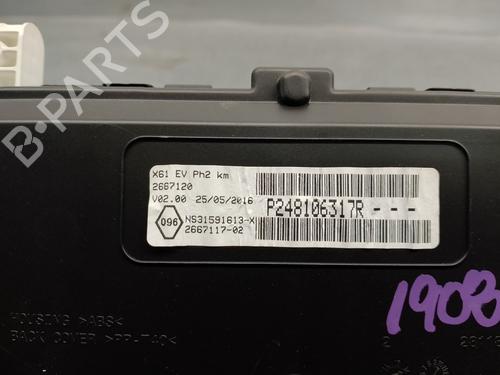 B-PARTS
X61 EV Ph2 km
2667120
V02.00 25/05/2016
P248106317R---
096
NS31591613-X
2667117-02
HOUSING >ABS<
BACK COVER >PP-T40<
1908